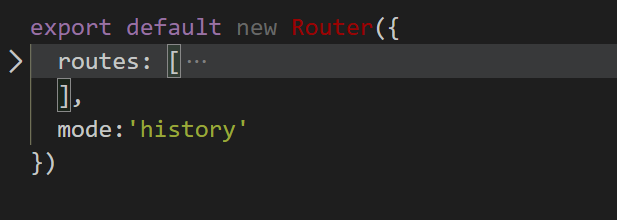 export default new Router({
routes: [ ⋯
],
mode:'history'
})